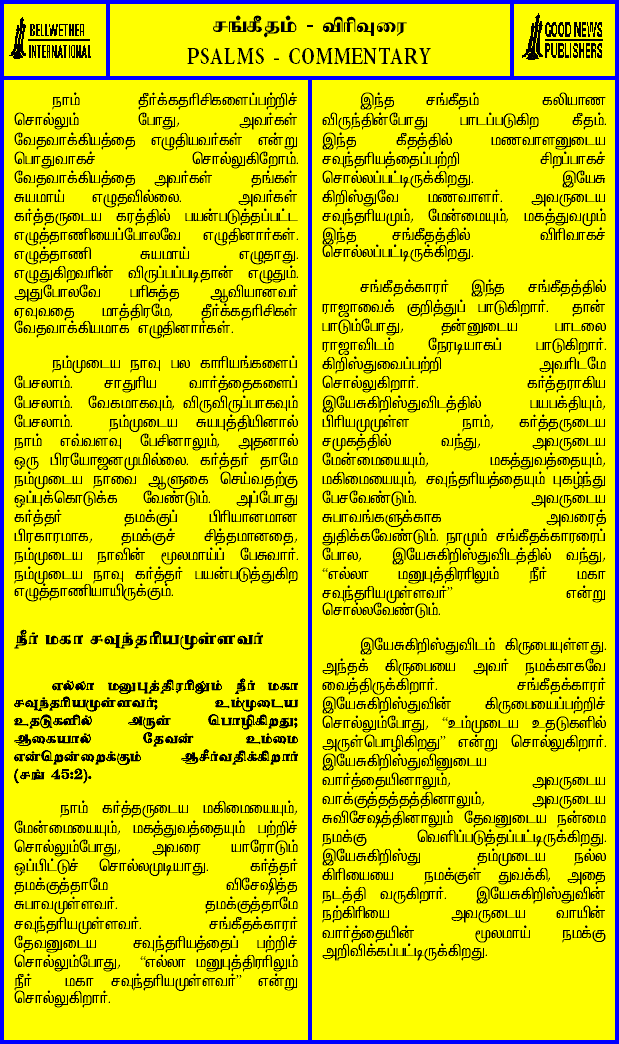 BELLWETHER
INTERNATIONAL
சங்கீதம் - விரிவுரை
PSALMS - COMMENTARY
GOOD NEWS
PUBLISHERS
நாம் தீர்க்கதரிசிகளைப்பற்றிச்
சொல்லும் போது, அவர்கள்
வேதவாக்கியத்தை எழுதியவர்கள் என்று
பொதுவாகச் சொல்லுகிறோம்.
வேதவாக்கியத்தை அவர்கள் தங்கள்
சுயமாய் எழுதவில்லை. அவர்கள்
கர்த்தருடைய கரத்தில் பயன்படுத்தப்பட்ட
எழுத்தாணியைப்போலவே எழுதினார்கள்.
எழுத்தாணி சுயமாய் எழுதாது.
எழுதுகிறவரின் விருப்பப்படிதான் எழுதும்.
அதுபோலவே பரிசுத்த ஆவியானவர்
ஏவுவதை மாத்திரமே, தீர்க்கதரிசிகள்
வேதவாக்கியமாக எழுதினார்கள்.
நம்முடைய நாவு பல காரியங்களைப்
பேசலாம். சாதுரிய வார்த்தைகளைப்
பேசலாம். வேகமாகவும், விருவிருப்பாகவும்
பேசலாம். நம்முடைய சுயபுத்தியினால்
நாம் எவ்வளவு பேசினாலும், அதனால்
ஒரு பிரயோஜனமுமில்லை. கர்த்தர் தாமே
நம்முடைய நாவை ஆளுகை செய்வதற்கு
ஒப்புக்கொடுக்க வேண்டும். அப்போது
கர்த்தர் தமக்குப் பிரியானமான
பிரகாரமாக, தமக்குச் சித்தமானதை,
நம்முடைய நாவின் மூலமாய்ப் பேசுவார்.
நம்முடைய நாவு கர்த்தர் பயன்படுத்துகிற
எழுத்தாணியாயிருக்கும்.
நீர் மகா சவுந்தரியமுள்ளவர்
எல்லா மனுபுத்திரரிலும் நீர் மகா
சவுந்தரியமுள்ளவர்; உம்முடைய
உதடுகளில் அருள் பொழிகிறது;
ஆகையால் தேவன் உம்மை
என்றென்றைக்கும் ஆசீர்வதிக்கிறார்
(சங் 45:2).
நாம் கர்த்தருடைய மகிமையையும்,
மேன்மையையும், மகத்துவத்தையும் பற்றிச்
சொல்லும்போது, அவரை யாரோடும்
ஒப்பிட்டுச் சொல்லமுடியாது. கர்த்தர்
தமக்குத்தாமே விசேஷித்த
சுபாவமுள்ளவர். தமக்குத்தாமே
சவுந்தரியமுள்ளவர். சங்கீதக்காரர்
தேவனுடைய சவுந்தரியத்தைப் பற்றிச்
சொல்லும்போது, “எல்லா மனுபுத்திரரிலும்
நீர் மகா சவுந்தரியமுள்ளவர்” என்று
சொல்லுகிறார்.
இந்த சங்கீதம் கலியாண
விருந்தின்போது பாடப்படுகிற கீதம்.
இந்த கீதத்தில் மணவாளனுடைய
சவுந்தரியத்தைப்பற்றி சிறப்பாகச்
சொல்லப்பட்டிருக்கிறது. இயேசு
கிறிஸ்துவே மணவாளர். அவருடைய
சவுந்தரியமும், மேன்மையும், மகத்துவமும்
இந்த சங்கீதத்தில் விரிவாகச்
சொல்லப்பட்டிருக்கிறது.
சங்கீதக்காரர் இந்த சங்கீதத்தில்
ராஜாவைக் குறித்துப் பாடுகிறார். தான்
பாடும்போது, தன்னுடைய பாடலை
ராஜாவிடம் நேரடியாகப் பாடுகிறார்.
கிறிஸ்துவைப்பற்றி அவரிடமே
சொல்லுகிறார். கர்த்தராகிய
இயேசுகிறிஸ்துவிடத்தில் பயபக்தியும்,
பிரியமுமுள்ள நாம், கர்த்தருடைய
சமுகத்தில் வந்து, அவருடைய
மேன்மையையும், மகத்துவத்தையும்,
மகிமையையும், சவுந்தரியத்தையும் புகழ்ந்து
பேசவேண்டும். அவருடைய
சுபாவங்களுக்காக அவரைத்
துதிக்கவேண்டும். நாமும் சங்கீதக்காரரைப்
போல, இயேசுகிறிஸ்துவிடத்தில் வந்து,
“எல்லா மனுபுத்திரரிலும் நீர் மகா
சவுந்தரியமுள்ளவர்” என்று
சொல்லவேண்டும்.
இயேசுகிறிஸ்துவிடம் கிருபையுள்ளது.
அந்தக் கிருபையை அவர் நமக்காகவே
வைத்திருக்கிறார். சங்கீதக்காரர்
இயேசுகிறிஸ்துவின் கிருபையைப்பற்றிச்
சொல்லும்போது, “உம்முடைய உதடுகளில்
அருள்பொழிகிறது” என்று சொல்லுகிறார்.
இயேசுகிறிஸ்துவினுடைய
வார்த்தையினாலும், அவருடைய
வாக்குத்தத்தத்தினாலும், அவருடைய
சுவிசேஷத்தினாலும் தேவனுடைய நன்மை
நமக்கு வெளிப்படுத்தப்பட்டிருக்கிறது.
இயேசுகிறிஸ்து தம்முடைய நல்ல
கிரியையை நமக்குள் துவக்கி, அதை
நடத்தி வருகிறார். இயேசுகிறிஸ்துவின்
நற்கிரியை அவருடைய வாயின்
வார்த்தையின் மூலமாய் நமக்கு
அறிவிக்கப்பட்டிருக்கிறது.